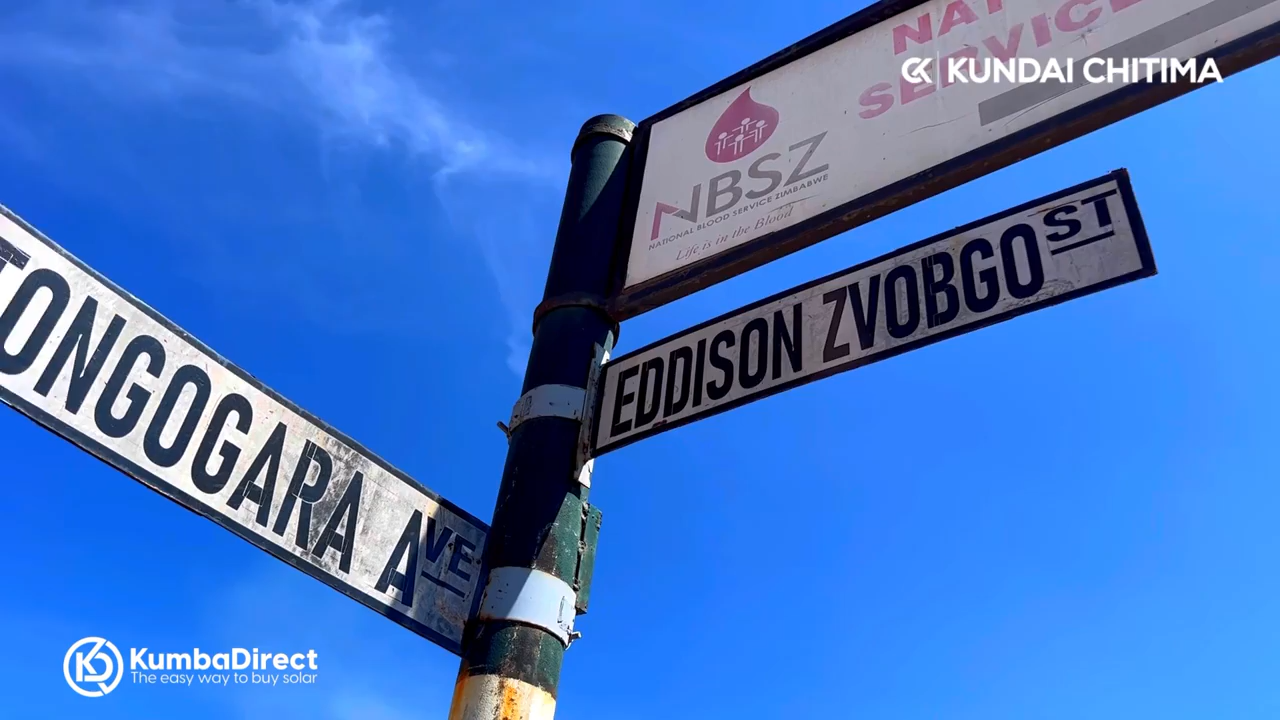 SERVICE
KUNDAI CHITIMA
NBSZ
NATIONAL BLOOD SERVICE ZIMBABWE
Life is in the Blood
EDDISON ZVOBGO ST
TONGOGARA AVE
KumbaDirect
The easy way to buy solar